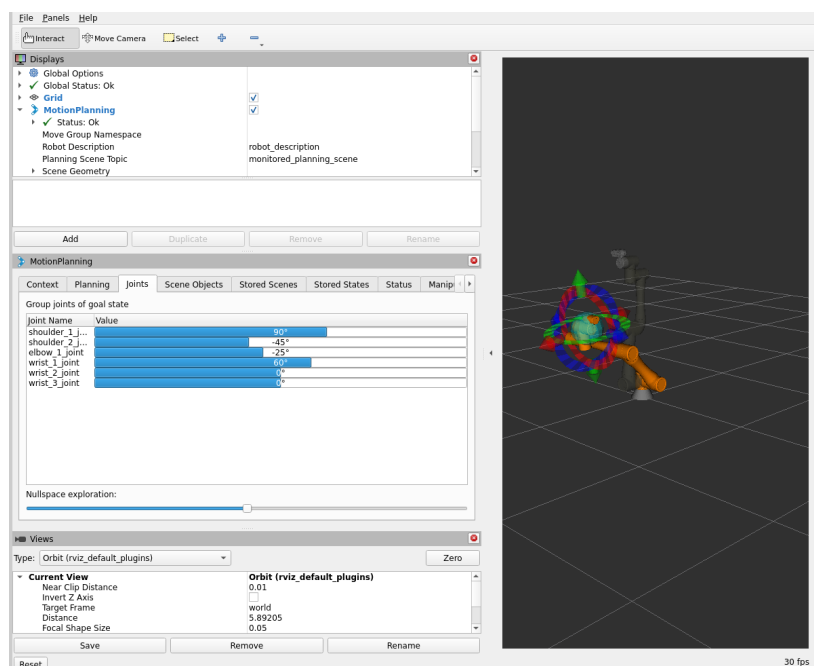 File Panels Help
Interact Move Camera Select
Displays
Global Options
Global Status: Ok
Grid
MotionPlanning
Status: Ok
Move Group Namespace
Robot Description robot_description
Planning Scene Topic monitored_planning_scene
Scene Geometry
Add Duplicate Remove Rename
MotionPlanning
Context Planning Joints Scene Objects Stored Scenes Stored States Status Manip
Group joints of goal state
Joint Name Value
shoulder_1_j... 90°
shoulder_2_j... -45°
elbow_1_joint -25°
wrist_1_joint 60°
wrist_2_joint 0°
wrist_3_joint 0°
Nullspace exploration:
Views
Type: Orbit (rviz_default_plugins) Zero
Current View Orbit (rviz_default_plugins)
Near Clip Distance 0.01
Invert Z Axis
Target Frame world
Distance 5.89205
Focal Shape Size 0.05
Save Remove Rename
Reset 30 fps